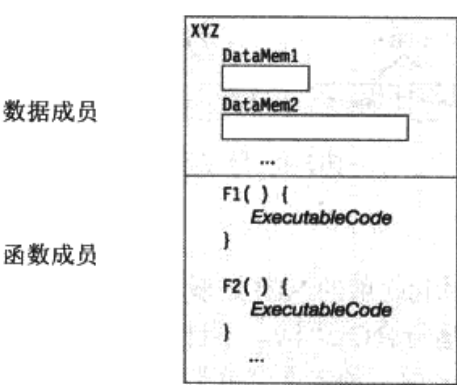 XYZ
DataMem1
数据成员
DataMem2
...
F1( ) {
ExecutableCode
}
函数成员
F2( ) {
ExecutableCode
}
...